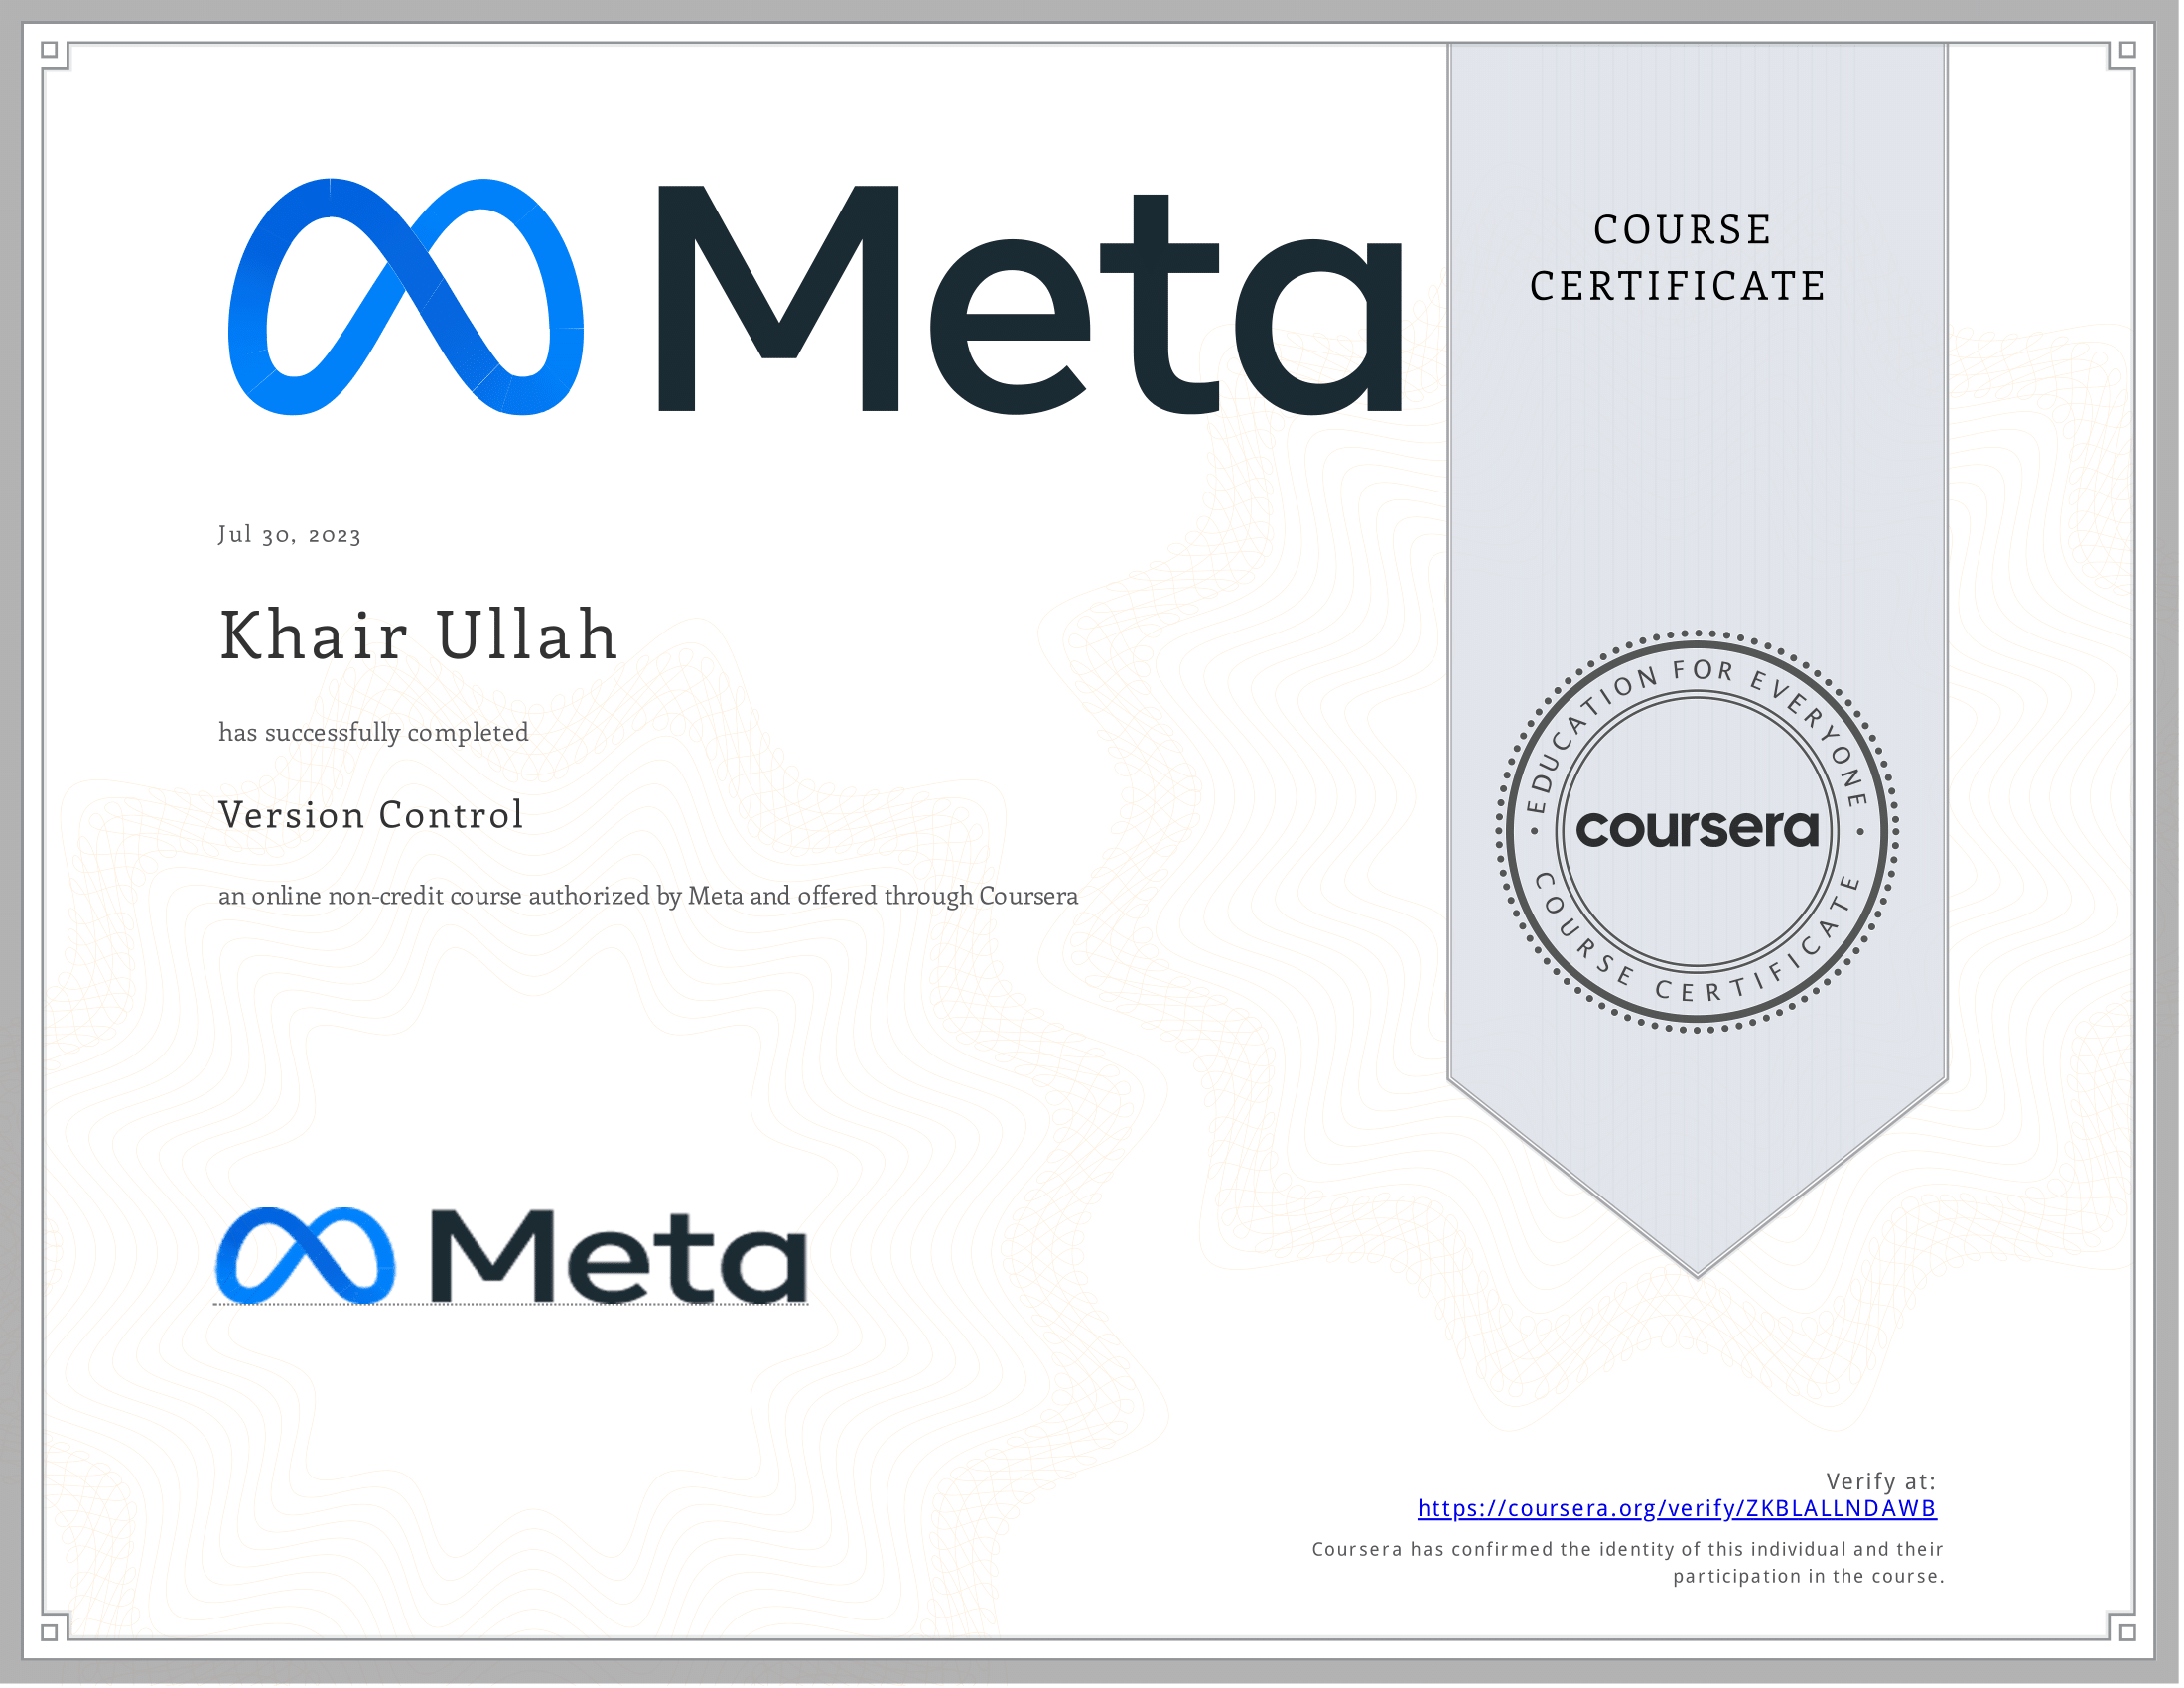 Meta
COURSE
CERTIFICATE
Jul 30, 2023
Khair Ullah
has successfully completed
Version Control
an online non-credit course authorized by Meta and offered through Coursera
EDUCATION FOR EVERYONE
coursera
COURSE CERTIFICATE
Meta
Verify at:
https://coursera.org/verify/ZKBLALLNDAWB
Coursera has confirmed the identity of this individual and their
participation in the course.